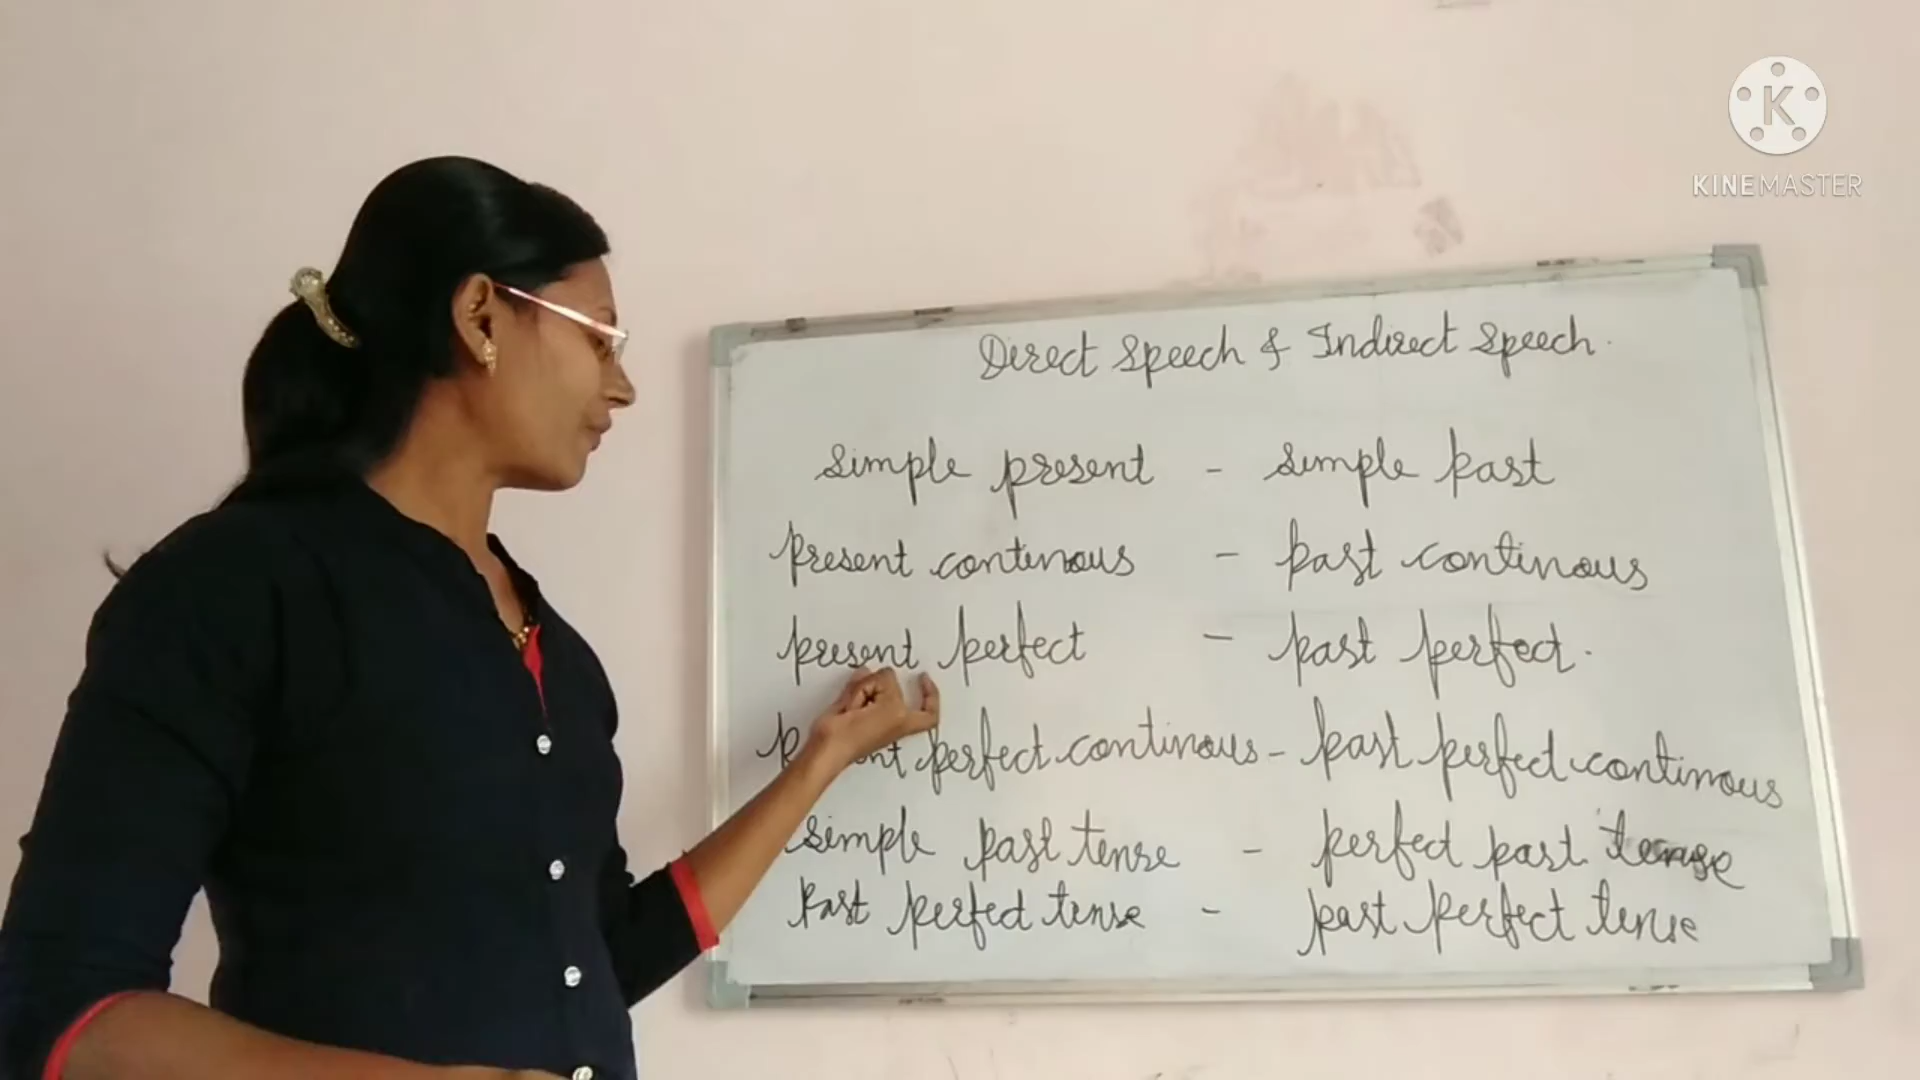 KINEMASTER
Direct Speech & Indirect Speech.
simple present - simple past
present continous - past continous
present perfect - past perfect.
perfect continous - past perfect continous
simple past tense - perfect past tense
past perfect tense - past perfect tense